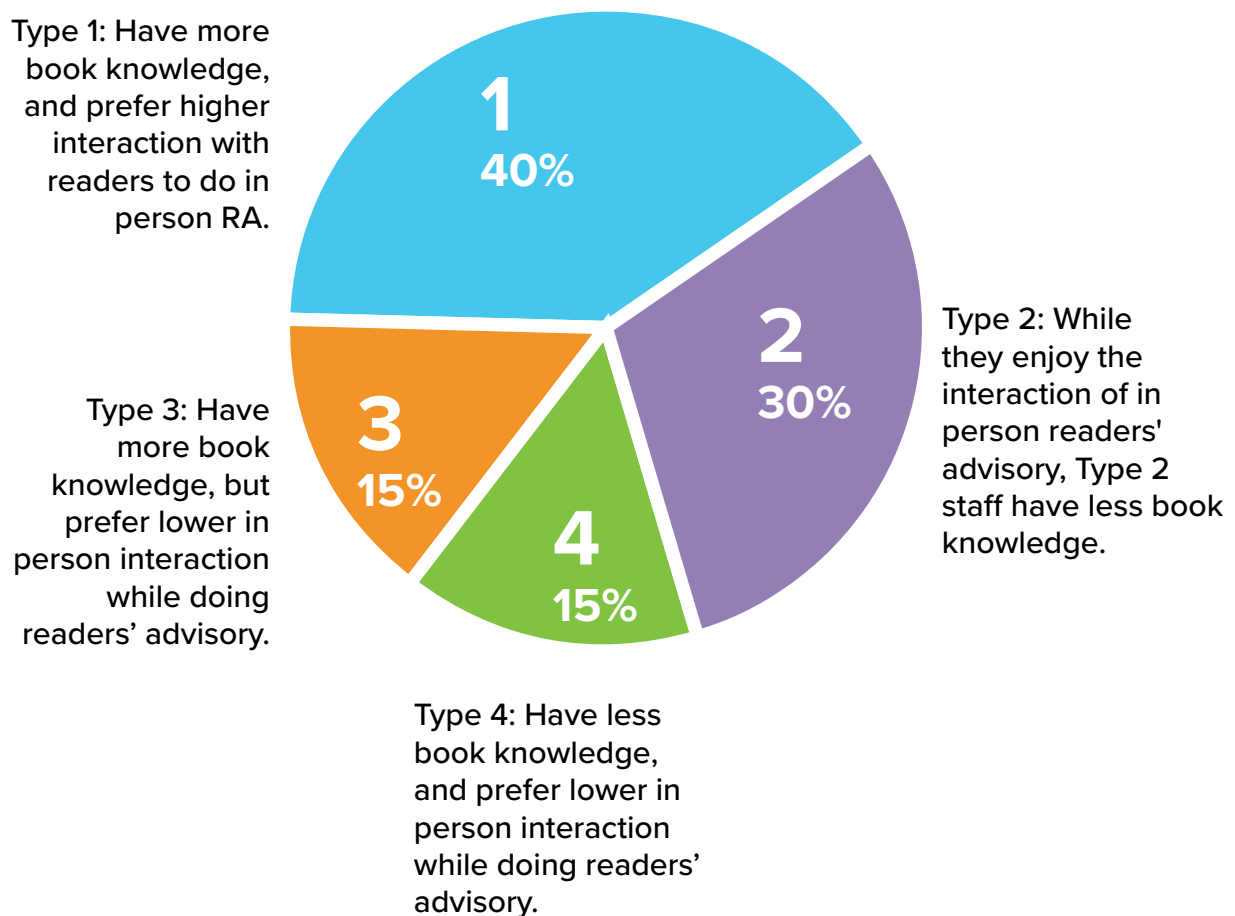 Type 1: Have more
book knowledge,
and prefer higher
interaction with
readers to do in
person RA.
1
40%
2
30%
Type 2: While
they enjoy the
interaction of in
person readers'
advisory, Type 2
staff have less book
knowledge.
Type 3: Have
more book
knowledge, but
prefer lower in
person interaction
while doing
readers’ advisory.
3
15%
4
15%
Type 4: Have less
book knowledge,
and prefer lower in
person interaction
while doing readers’
advisory.